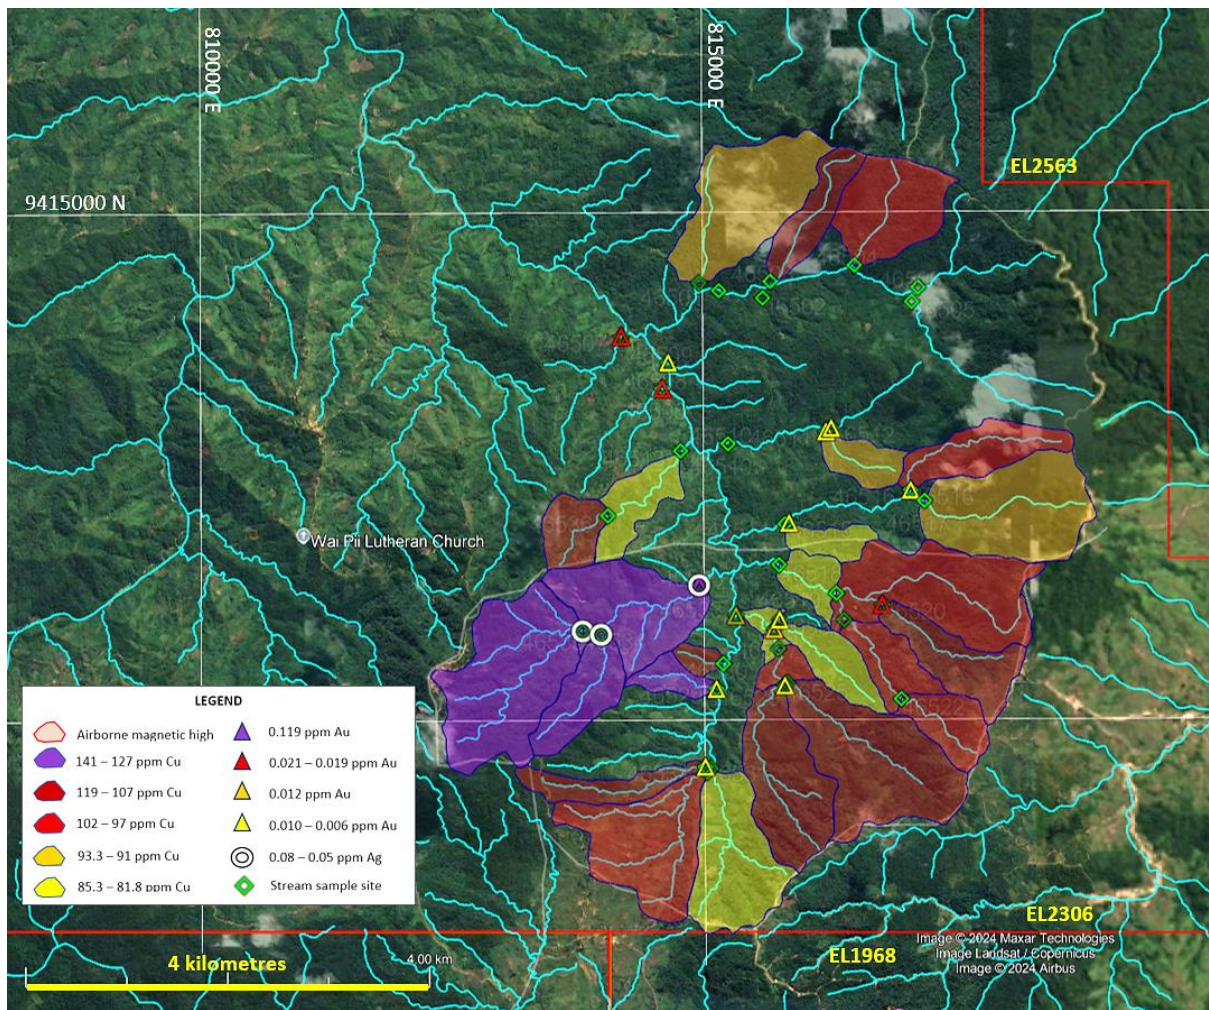 810000 E
815000 E
EL2563
9415000 N
Wai Pii Lutheran Church
LEGEND
Airborne magnetic high
141 – 127 ppm Cu
119 – 107 ppm Cu
102 – 97 ppm Cu
93.3 – 91 ppm Cu
85.3 – 81.8 ppm Cu
0.119 ppm Au
0.021 – 0.019 ppm Au
0.012 ppm Au
0.010 – 0.006 ppm Au
0.08 – 0.05 ppm Ag
Stream sample site
EL2306
EL1968
4 kilometres
4.00 km
Image © 2024 Maxar Technologies
Image Landsat / Copernicus
Image © 2024 Airbus